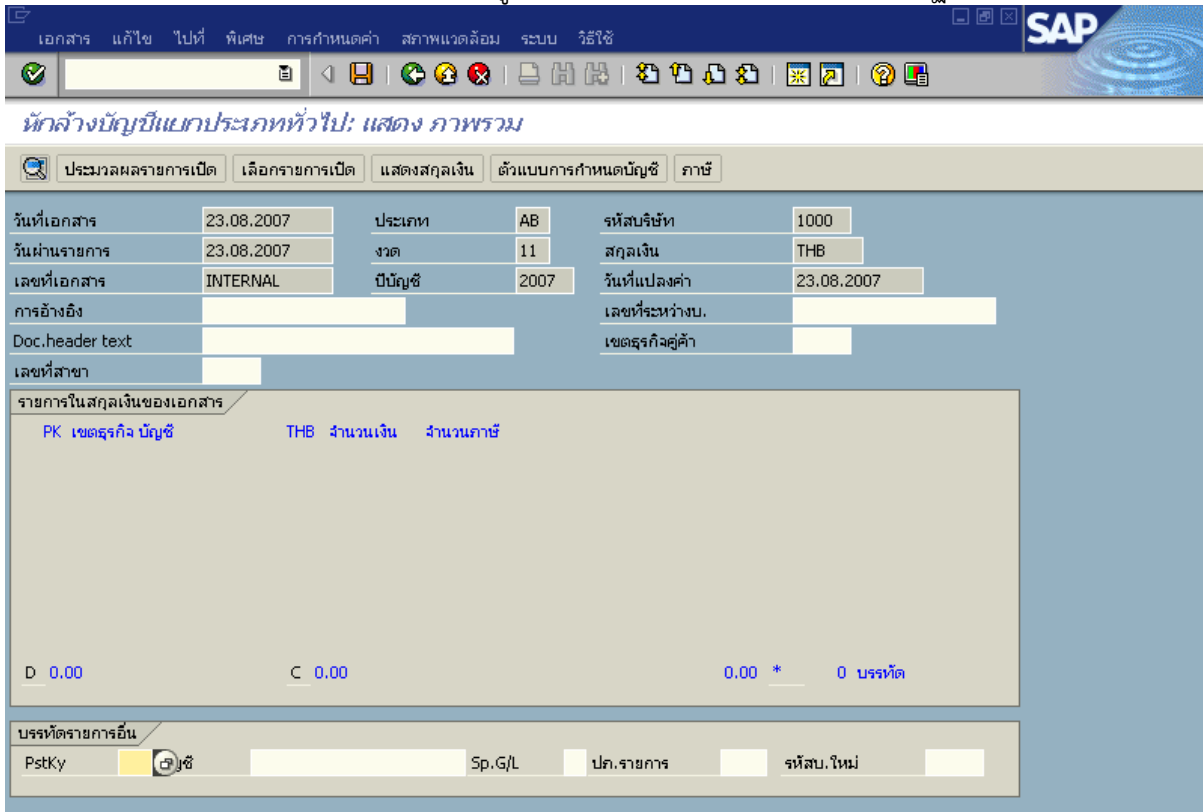 เอกสาร แก้ไข ไปที่ พิเศษ การกำหนดค่า สภาพแวดล้อม ระบบ วิธีใช้
SAP
หักล้างบัญชีแยกประเภททั่วไป: แสดง ภาพรวม
ประมวลผลรายการเปิด เลือกรายการเปิด แสดงสกุลเงิน ตัวแบบการกำหนดบัญชี ภาษี
วันที่เอกสาร 23.08.2007 ประเภท AB รหัสบริษัท 1000
วันผ่านรายการ 23.08.2007 งวด 11 สกุลเงิน THB
เลขที่เอกสาร INTERNAL ปีบัญชี 2007 วันที่แปลงค่า 23.08.2007
การอ้างอิง เลขที่ระหว่างบ.
Doc.header text เขตธุรกิจคู่ค้า
เลขที่สาขา
รายการในสกุลเงินของเอกสาร
PK เขตธุรกิจ บัญชี THB จำนวนเงิน จำนวนภาษี
D 0.00 C 0.00 0.00 * 0 บรรทัด
บรรทัดรายการอื่น
PstKy Sp.G/L ปภ.รายการ รหัสบ.ใหม่